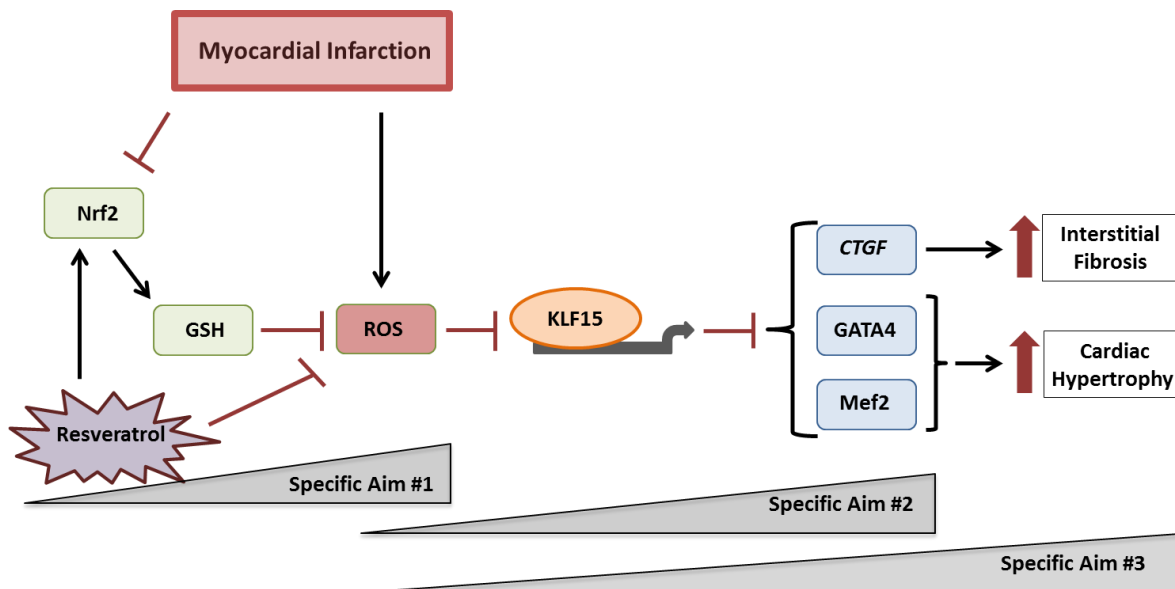 Myocardial Infarction
Nrf2
CTGF
Interstitial
Fibrosis
GSH
ROS
KLF15
GATA4
Cardiac
Hypertrophy
Mef2
Resveratrol
Specific Aim #1
Specific Aim #2
Specific Aim #3